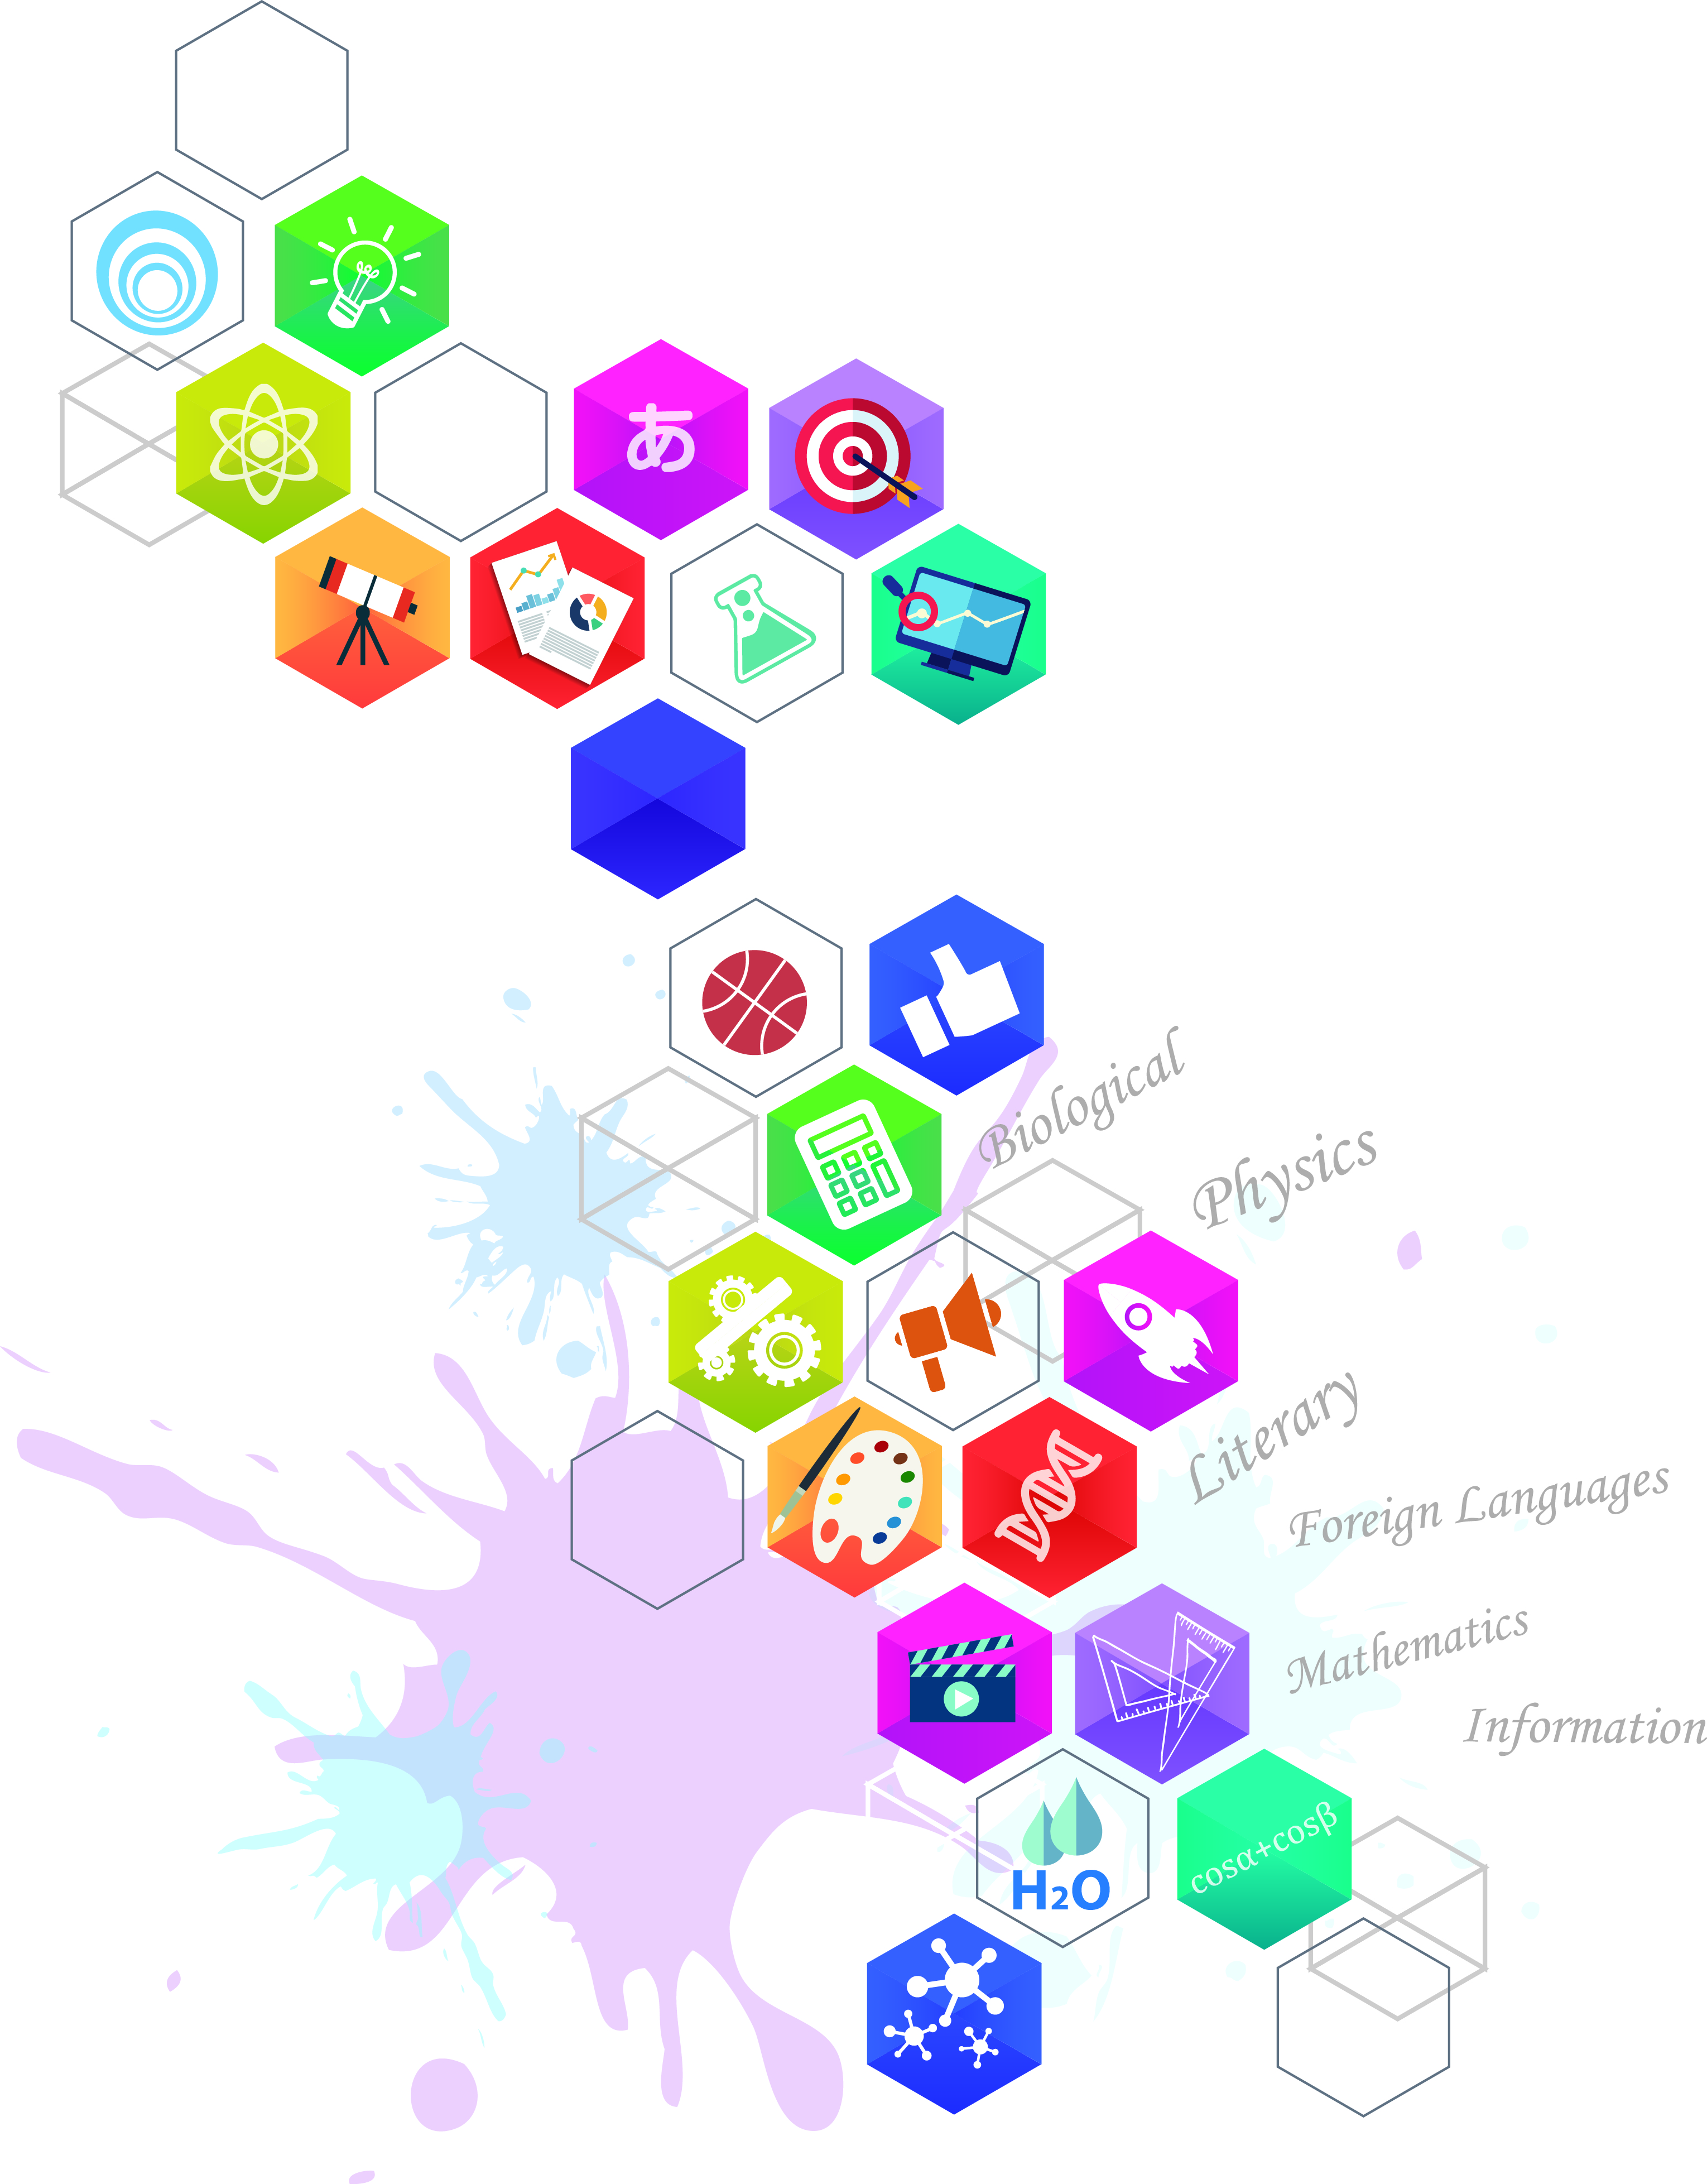 あ
Biological
Physics
Literary
Foreign Languages
Mathematics
Information
H₂O
cosα+cosβ